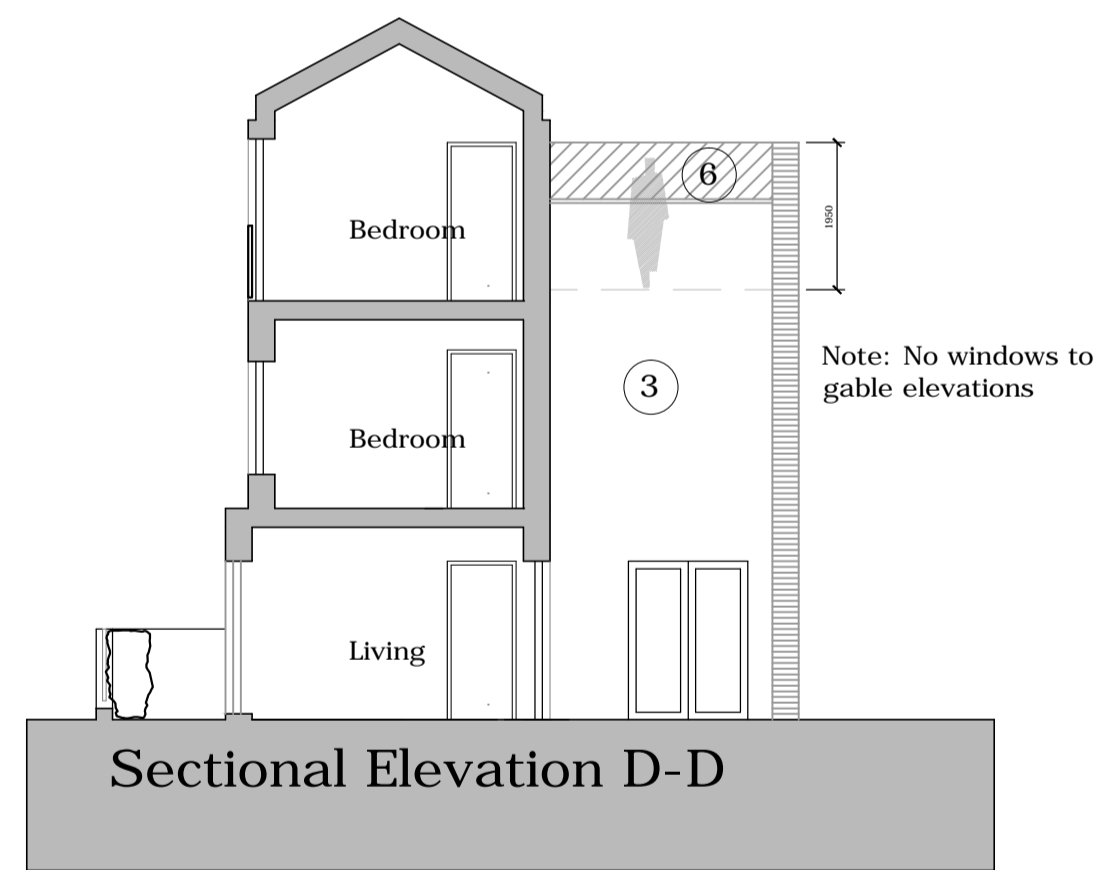 6
Bedroom
1950
Note: No windows to
gable elevations
3
Bedroom
Living
Sectional Elevation D-D